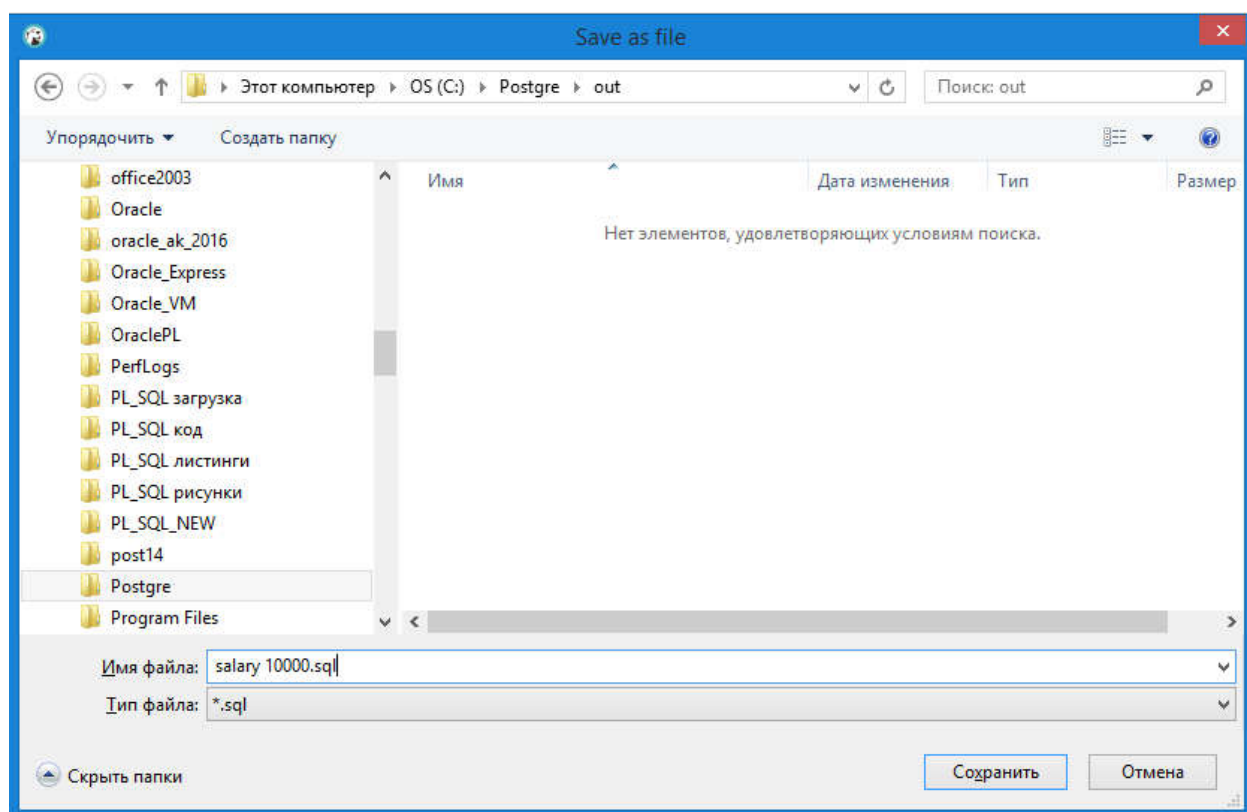 Save as file
Этот компьютер OS (C:) Postgre out
Поиск: out
Упорядочить Создать папку
office2003
Oracle
oracle_ak_2016
Oracle_Express
Oracle_VM
OraclePL
PerfLogs
PL_SQL загрузка
PL_SQL код
PL_SQL листинги
PL_SQL рисунки
PL_SQL_NEW
post14
Postgre
Program Files
Имя Дата изменения Тип Размер
Нет элементов, удовлетворяющих условиям поиска.
Имя файла: salary 10000.sql
Тип файла: *.sql
Скрыть папки
Сохранить Отмена